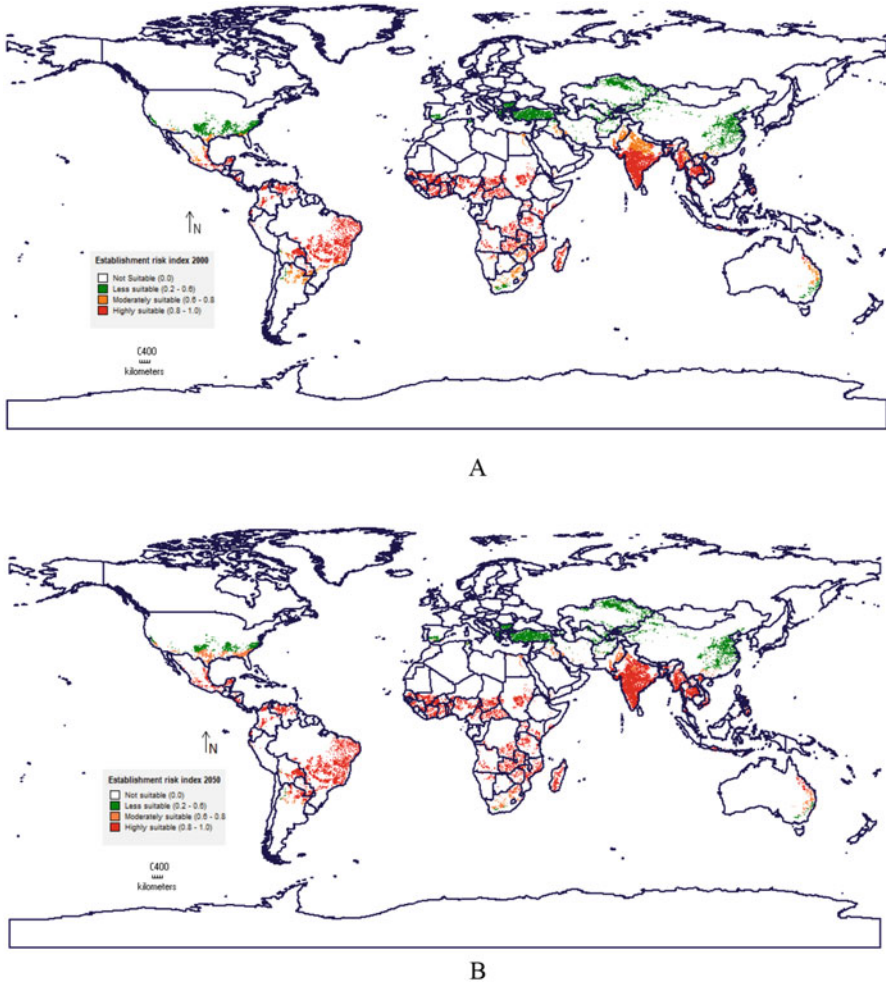 N
Establishment risk index 2000
Not Suitable (0.0)
Less suitable (0.2 - 0.6)
Moderately suitable (0.6 - 0.8
Highly suitable (0.8 - 1.0)
0400
kilometers
A
N
Establishment risk index 2050
Not suitable (0.0)
Less suitable (0.2 - 0.6)
Moderately suitable (0.6 - 0.8
Highly suitable (0.8 - 1.0)
0400
kilometers
B